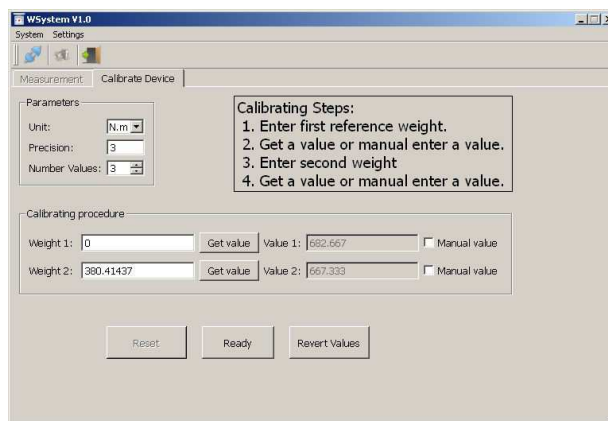 WSystem V1.0
System Settings
Measurement Calibrate Device
Parameters
Unit: N.m
Precision: 3
Number Values: 3
Calibrating Steps:
1. Enter first reference weight.
2. Get a value or manual enter a value.
3. Enter second weight
4. Get a value or manual enter a value.
Calibrating procedure
Weight 1: 0 Get value Value 1: 682.667 Manual value
Weight 2: 380.41437 Get value Value 2: 667.333 Manual value
Reset Ready Revert Values